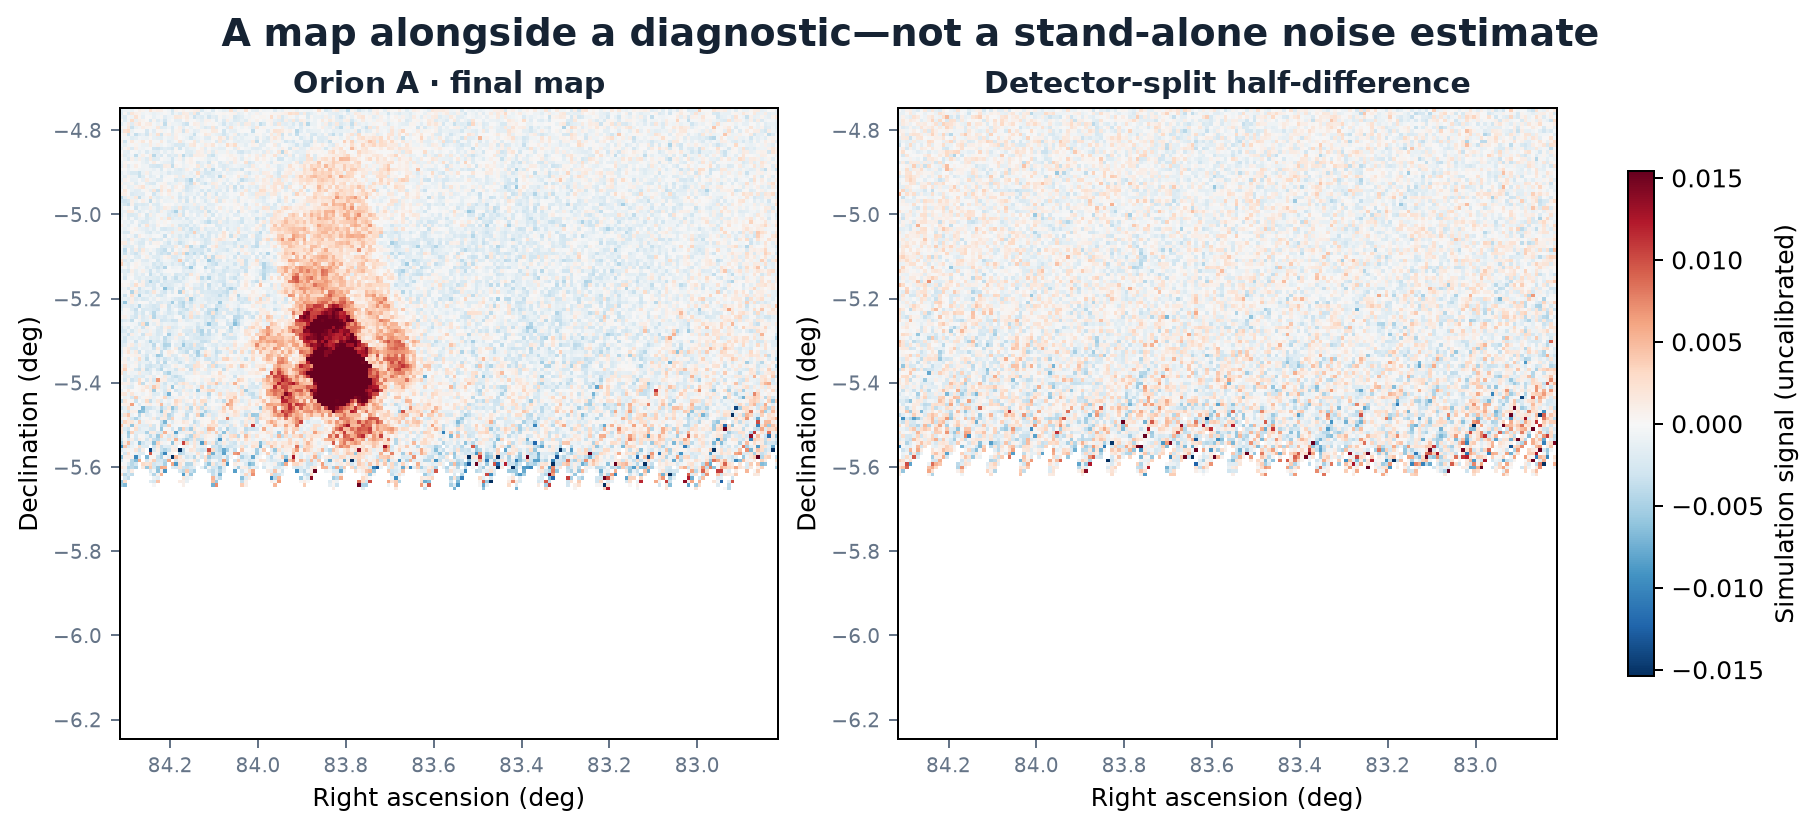 A map alongside a diagnostic—not a stand-alone noise estimate
Orion A · final map
Detector-split half-difference
−4.8
−5.0
−5.2
−5.4
−5.6
−5.8
−6.0
−6.2
Declination (deg)
84.2 84.0 83.8 83.6 83.4 83.2 83.0
Right ascension (deg)
−4.8
−5.0
−5.2
−5.4
−5.6
−5.8
−6.0
−6.2
Declination (deg)
84.2 84.0 83.8 83.6 83.4 83.2 83.0
Right ascension (deg)
0.015
0.010
0.005
0.000
−0.005
−0.010
−0.015
Simulation signal (uncalibrated)